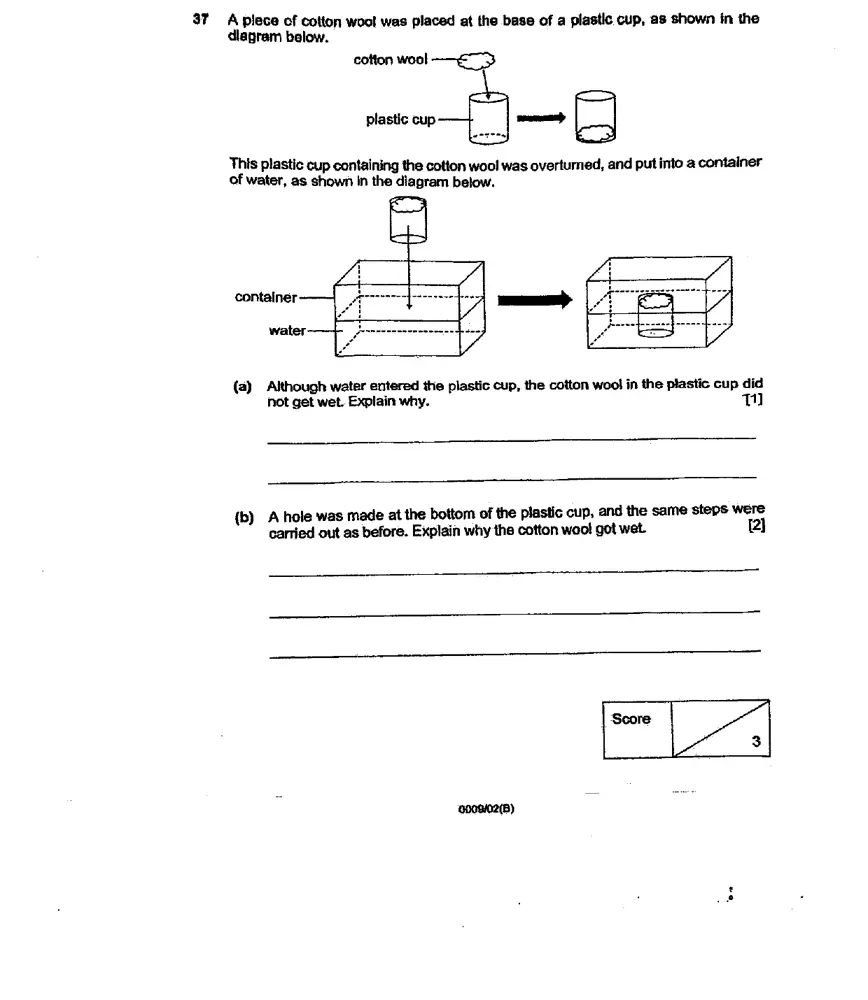 37 A piece of cotton wool was placed at the base of a plastic cup, as shown in the
diagram below.
cotton wool
plastic cup
This plastic cup containing the cotton wool was overturned, and put into a container
of water, as shown in the diagram below.
container
water
(a) Although water entered the plastic cup, the cotton wool in the plastic cup did
not get wet. Explain why. [1]
(b) A hole was made at the bottom of the plastic cup, and the same steps were
carried out as before. Explain why the cotton wool got wet. [2]
Score
3
0009/02(B)